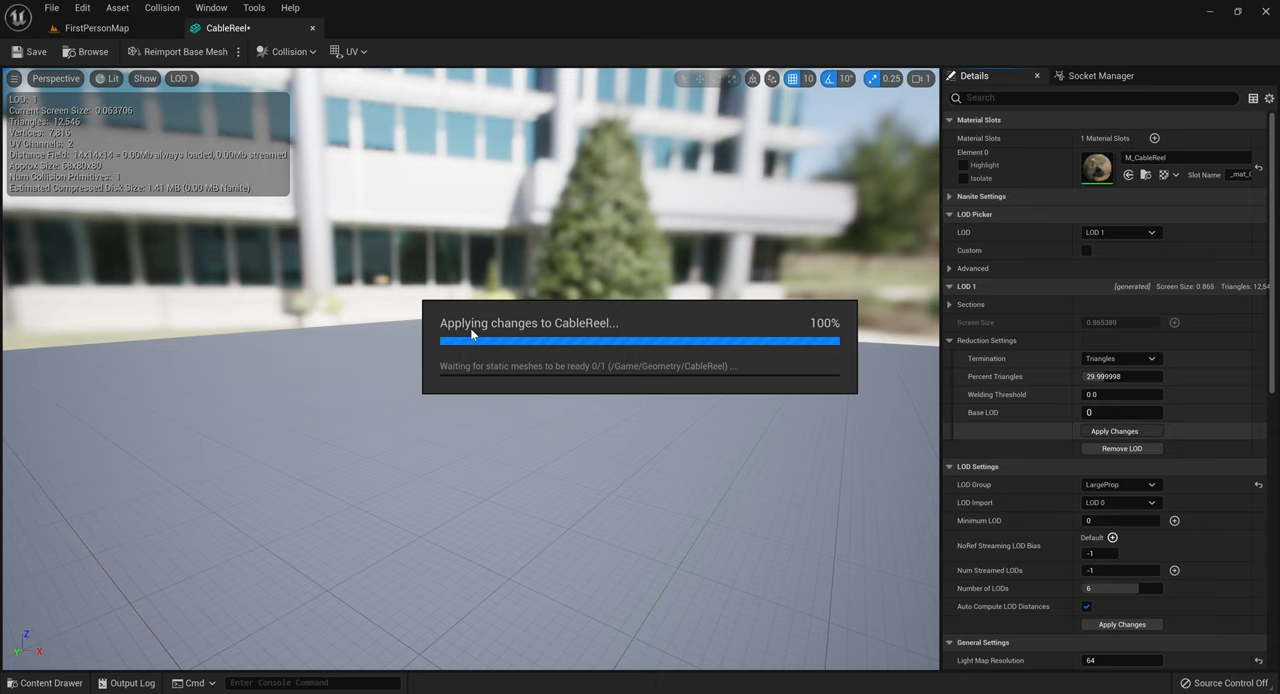 File Edit Asset Collision Window Tools Help
FirstPersonMap CableReel*
Save Browse Reimport Base Mesh Collision UV
Perspective Lit Show LOD 1 10 10° 0.25 1
LOD: 1
Current Screen Size: 0.063706
Triangles: 12,546
Vertices: 7,816
UV Channels: 2
Distance Field: 14x14x14 = 0.00Mb always loaded, 0.00Mb streamed
Approx Size: 68x80x80
Num Collision Primitives: 1
Estimated Compressed Disk Size: 1.41 MB (0.00 MB Nanite)
Applying changes to CableReel... 100%
Waiting for static meshes to be ready 0/1 (/Game/Geometry/CableReel) ...
Z
Y X
Details Socket Manager
Search
Material Slots
Material Slots 1 Material Slots
Element 0
Highlight
Isolate
M_CableReel
Slot Name
Nanite Settings
LOD Picker
LOD LOD 1
Custom
Advanced
LOD 1 [generated] Screen Size: 0.865 Triangles: 12,54
Sections
Screen Size 0.865389
Reduction Settings
Termination Triangles
Percent Triangles 29.999998
Welding Threshold 0.0
Base LOD 0
Apply Changes
Remove LOD
LOD Settings
LOD Group LargeProp
LOD Import LOD 0
Minimum LOD 0
NoRef Streaming LOD Bias Default
-1
Num Streamed LODs -1
Number of LODs 6
Auto Compute LOD Distances
Apply Changes
General Settings
Light Map Resolution 64
Content Drawer Output Log Cmd Enter Console Command Source Control Off